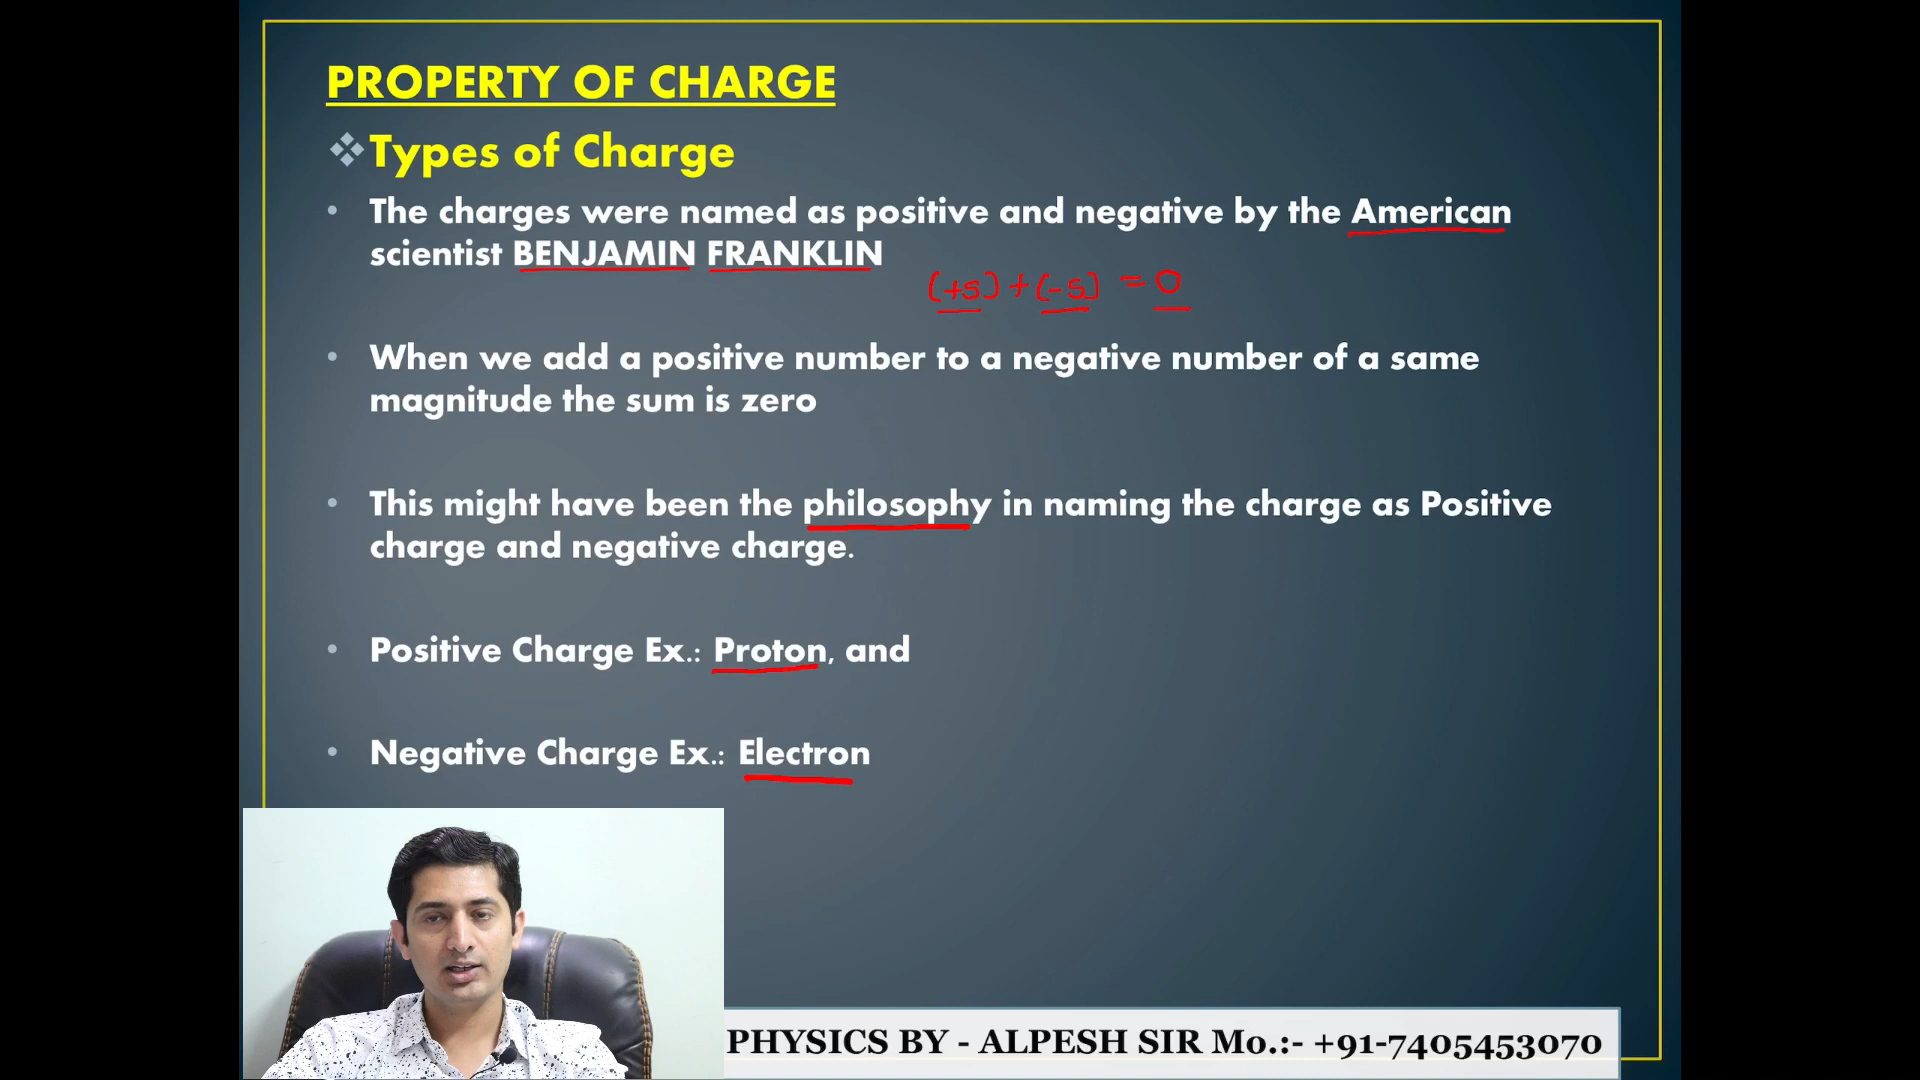 PROPERTY OF CHARGE
Types of Charge
• The charges were named as positive and negative by the American
scientist BENJAMIN FRANKLIN
(+5)+(-5) = 0
• When we add a positive number to a negative number of a same
magnitude the sum is zero
• This might have been the philosophy in naming the charge as Positive
charge and negative charge.
• Positive Charge Ex.: Proton, and
• Negative Charge Ex.: Electron
PHYSICS BY - ALPESH SIR Mo.:- +91-7405453070